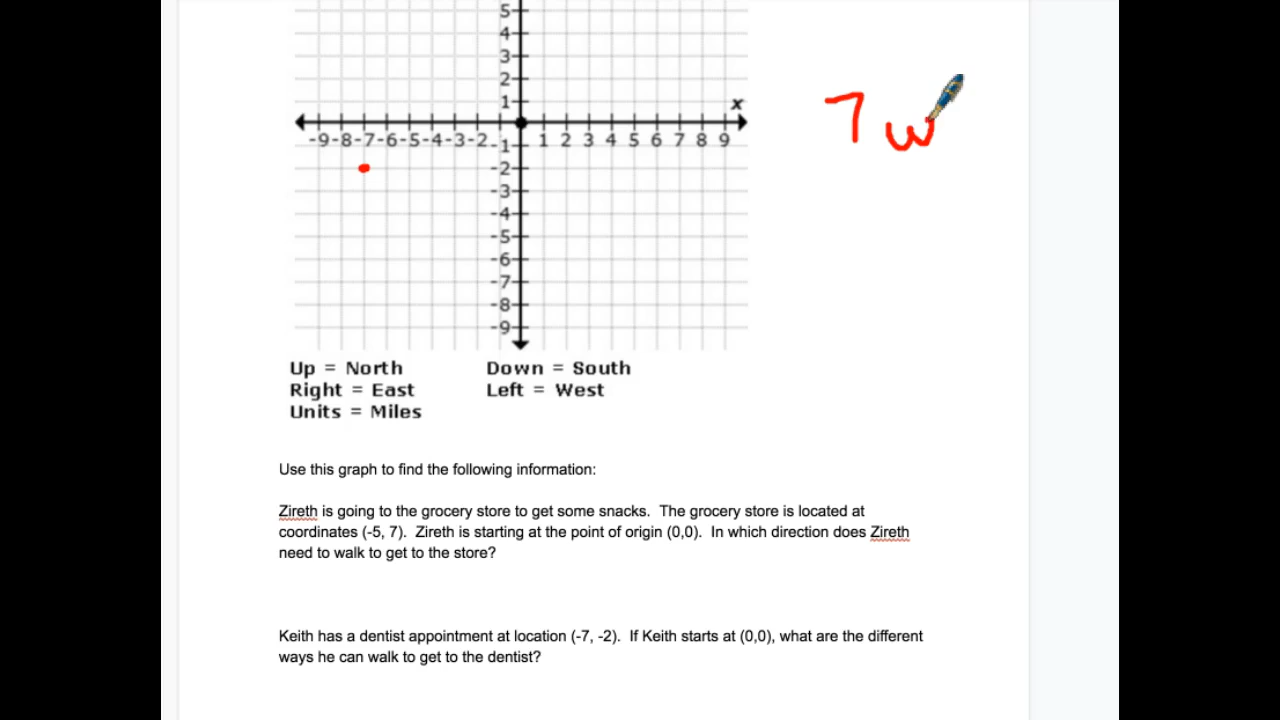 5
4
3
2
1
x
-9-8-7-6-5-4-3-2 1 2 3 4 5 6 7 8 9
-1
-2
-3
-4
-5
-6
-7
-8
-9
7 w
Up = North Down = South
Right = East Left = West
Units = Miles
Use this graph to find the following information:
Zireth is going to the grocery store to get some snacks. The grocery store is located at
coordinates (-5, 7). Zireth is starting at the point of origin (0,0). In which direction does Zireth
need to walk to get to the store?
Keith has a dentist appointment at location (-7, -2). If Keith starts at (0,0), what are the different
ways he can walk to get to the dentist?